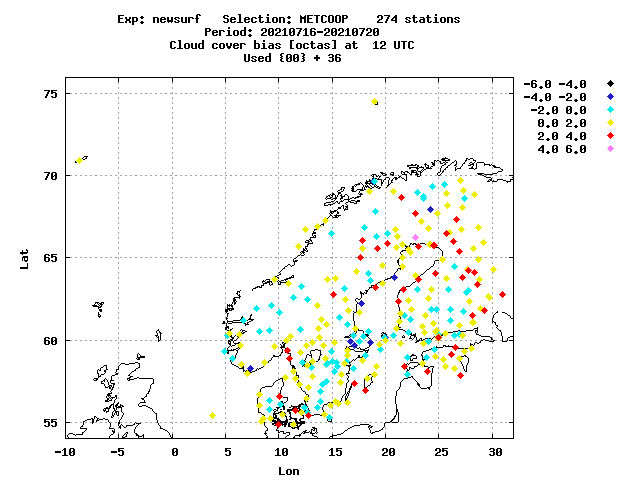 Exp: newsurf   Selection: METCOOP    274 stations
Period: 20210716-20210720
Cloud cover bias [octas] at  12 UTC
Used {00} + 36
-6.0 -4.0
-4.0 -2.0
-2.0 0.0
0.0 2.0
2.0 4.0
4.0 6.0
75
70
65
60
55
Lat
-10 -5 0 5 10 15 20 25 30
Lon